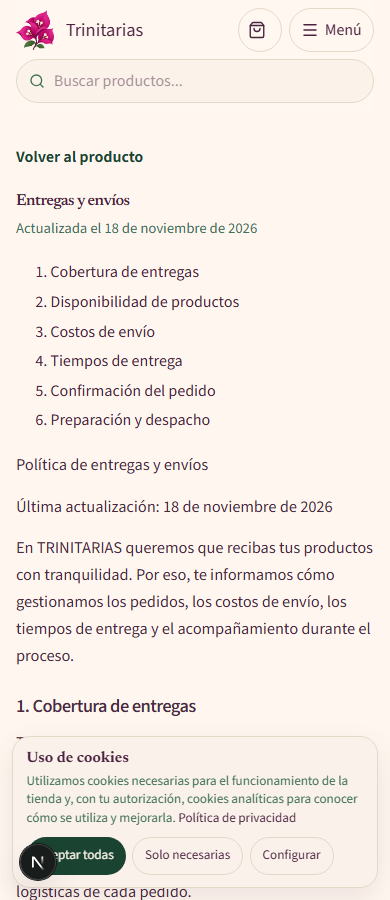 Trinitarias
Menú
Buscar productos...
Volver al producto
Entregas y envíos
Actualizada el 18 de noviembre de 2026
1. Cobertura de entregas
2. Disponibilidad de productos
3. Costos de envío
4. Tiempos de entrega
5. Confirmación del pedido
6. Preparación y despacho
Política de entregas y envíos
Última actualización: 18 de noviembre de 2026
En TRINITARIAS queremos que recibas tus productos
con tranquilidad. Por eso, te informamos cómo
gestionamos los pedidos, los costos de envío, los
tiempos de entrega y el acompañamiento durante el
proceso.
1. Cobertura de entregas
Uso de cookies
Utilizamos cookies necesarias para el funcionamiento de la
tienda y, con tu autorización, cookies analíticas para conocer
cómo se utiliza y mejorarla. Política de privacidad
N
todas
Solo necesarias
Configurar
logísticas de cada pedido.